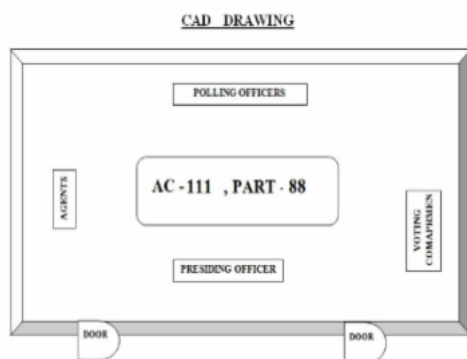 CAD DRAWING
POLLING OFFICERS
AGENTS
AC -111 , PART - 88
VOTING
COMAPRMEN
PRESIDING OFFICER
DOOR
DOOR